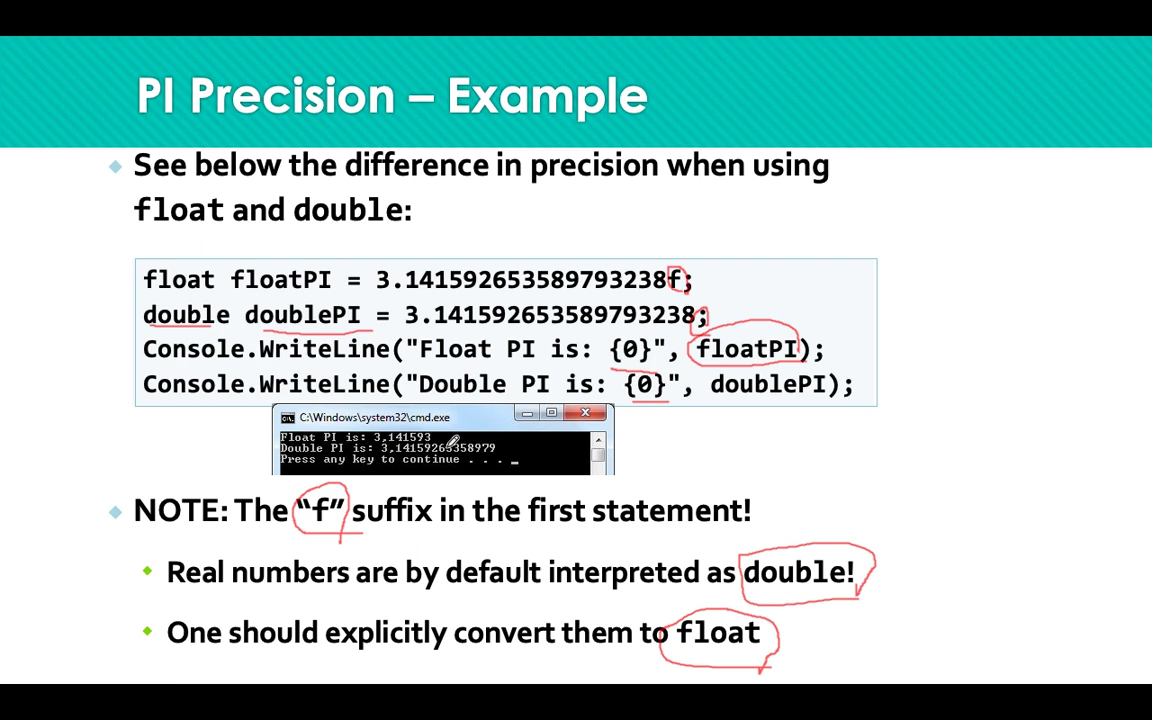 PI Precision – Example
See below the difference in precision when using
float and double:
float floatPI = 3.141592653589793238f;
double doublePI = 3.141592653589793238;
Console.WriteLine("Float PI is: {0}", floatPI);
Console.WriteLine("Double PI is: {0}", doublePI);
C:\Windows\system32\cmd.exe
Float PI is: 3,141593
Double PI is: 3,14159265358979
Press any key to continue . . . _
NOTE: The “f” suffix in the first statement!
Real numbers are by default interpreted as double!
One should explicitly convert them to float